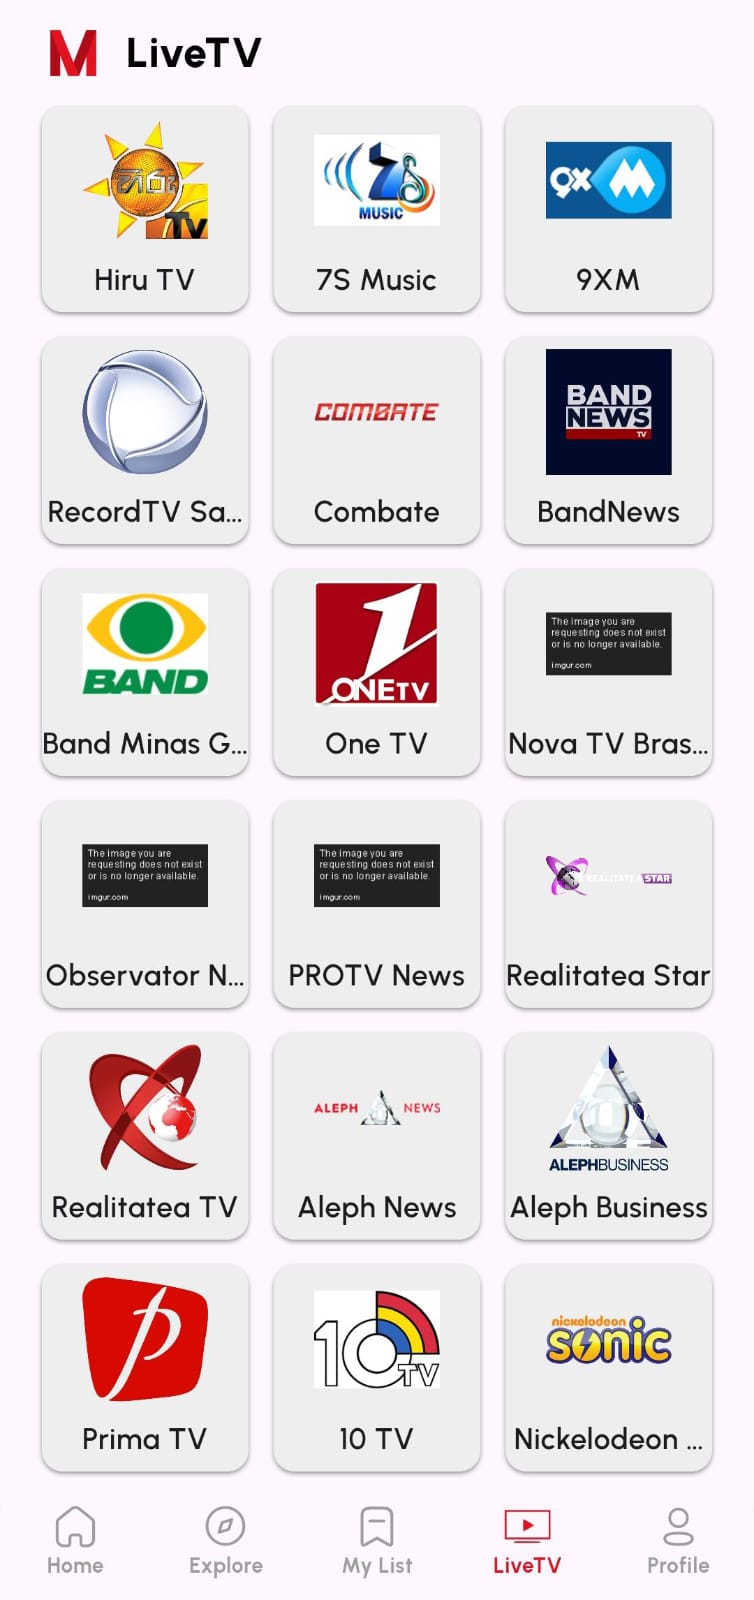 M LiveTV
හිරු
Tv
Hiru TV
7S
MUSIC
7S Music
9X M
9XM
RecordTV Sa...
COMBATE
Combate
BAND
NEWS
TV
BandNews
BAND
Band Minas G...
1
ONETV
One TV
The image you are
requesting does not exist
or is no longer available.
imgur.com
Nova TV Bras...
The image you are
requesting does not exist
or is no longer available.
imgur.com
Observator N...
The image you are
requesting does not exist
or is no longer available.
imgur.com
PROTV News
REALITATEA STAR
Realitatea Star
Realitatea TV
ALEPH NEWS
Aleph News
ALEPHBUSINESS
Aleph Business
p
Prima TV
10 TV
10 TV
nickelodeon
sonic
Nickelodeon ...
Home
Explore
My List
LiveTV
Profile